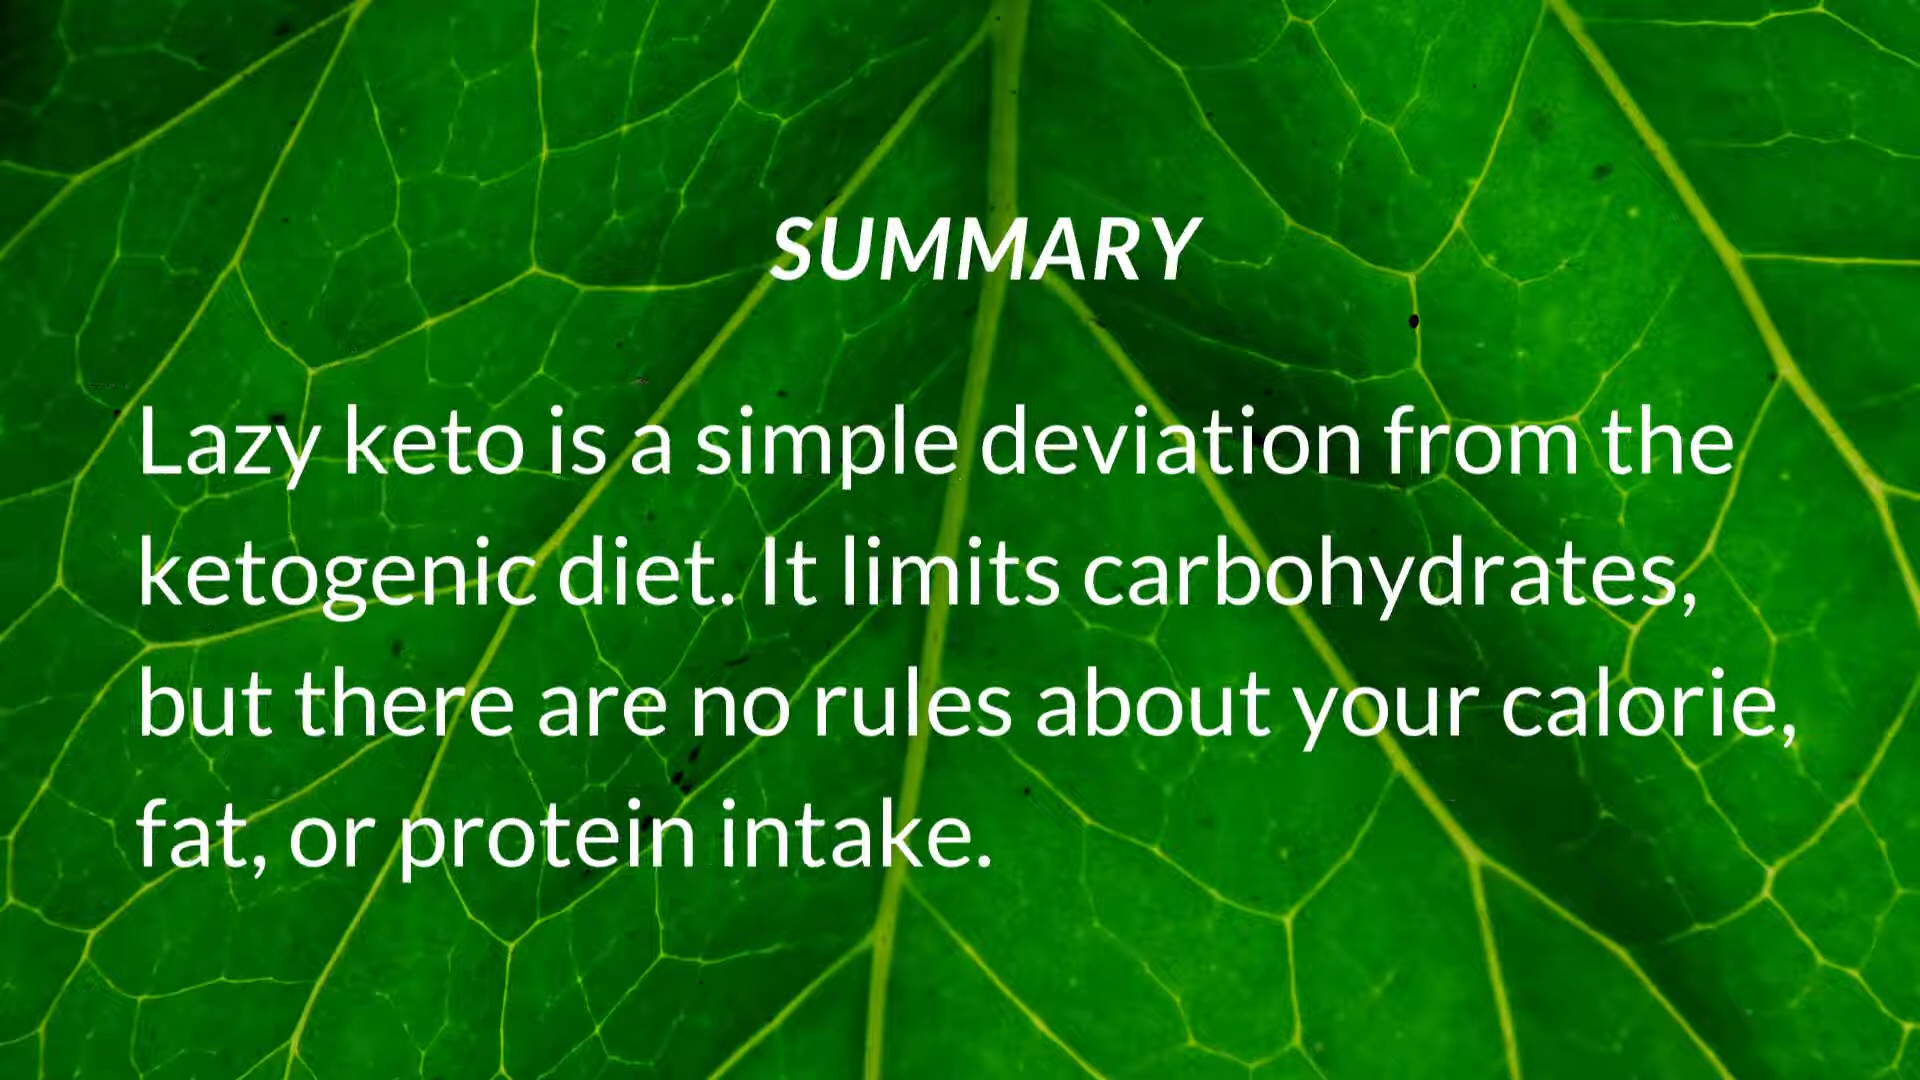 SUMMARY
Lazy keto is a simple deviation from the
ketogenic diet. It limits carbohydrates,
but there are no rules about your calorie,
fat, or protein intake.